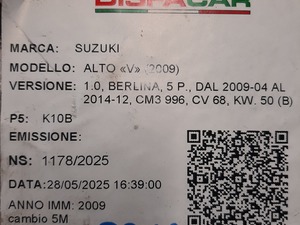 DISPACAR
MARCA: SUZUKI
MODELLO: ALTO «V» (2009)
VERSIONE: 1.0, BERLINA, 5 P., DAL 2009-04 AL
2014-12, CM3 996, CV 68, KW. 50 (B)
P5: K10B
EMISSIONE:
NS: 1178/2025
DATA:28/05/2025 16:39:00
ANNO IMM: 2009
cambio 5M